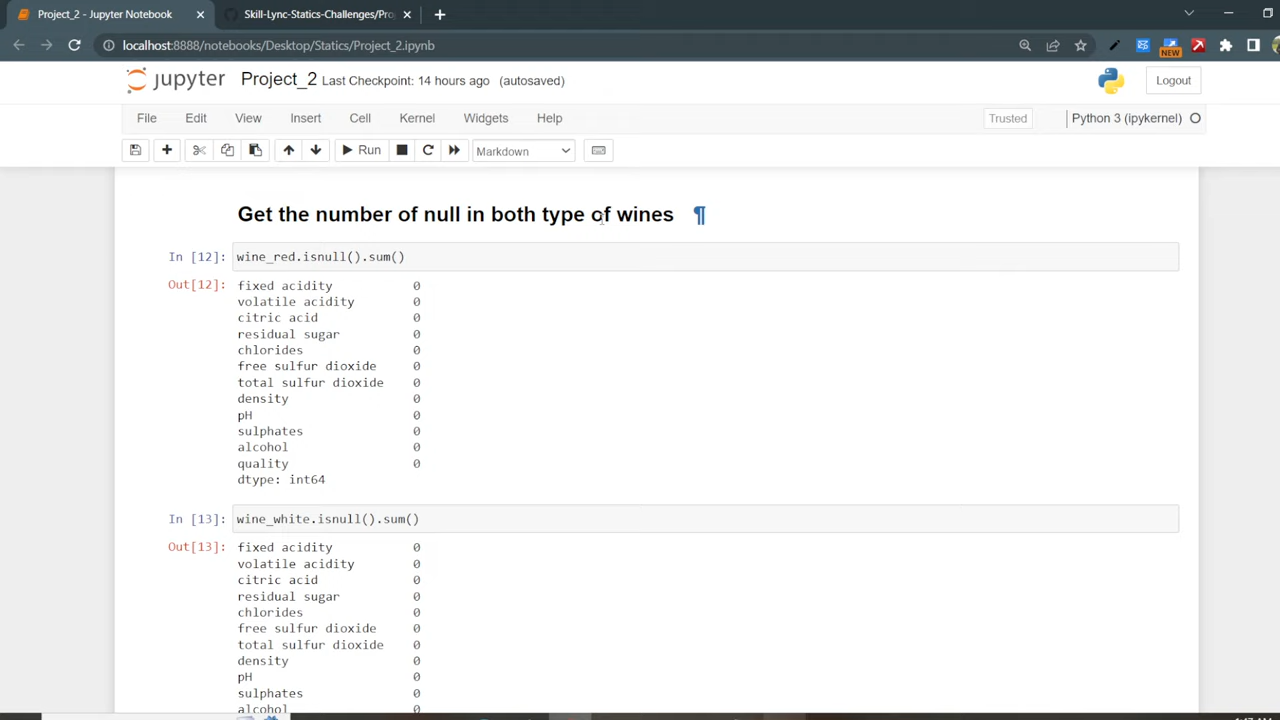 Project_2 - Jupyter Notebook
Skill-Lync-Statics-Challenges/Pro
localhost:8888/notebooks/Desktop/Statics/Project_2.ipynb
NEW
jupyter Project_2 Last Checkpoint: 14 hours ago (autosaved)
Logout
File Edit View Insert Cell Kernel Widgets Help
Trusted
Python 3 (ipykernel)
Run
Markdown
Get the number of null in both type of wines ¶
In [12]: wine_red.isnull().sum()
Out[12]: fixed acidity 0
volatile acidity 0
citric acid 0
residual sugar 0
chlorides 0
free sulfur dioxide 0
total sulfur dioxide 0
density 0
pH 0
sulphates 0
alcohol 0
quality 0
dtype: int64
In [13]: wine_white.isnull().sum()
Out[13]: fixed acidity 0
volatile acidity 0
citric acid 0
residual sugar 0
chlorides 0
free sulfur dioxide 0
total sulfur dioxide 0
density 0
pH 0
sulphates 0
alcohol 0